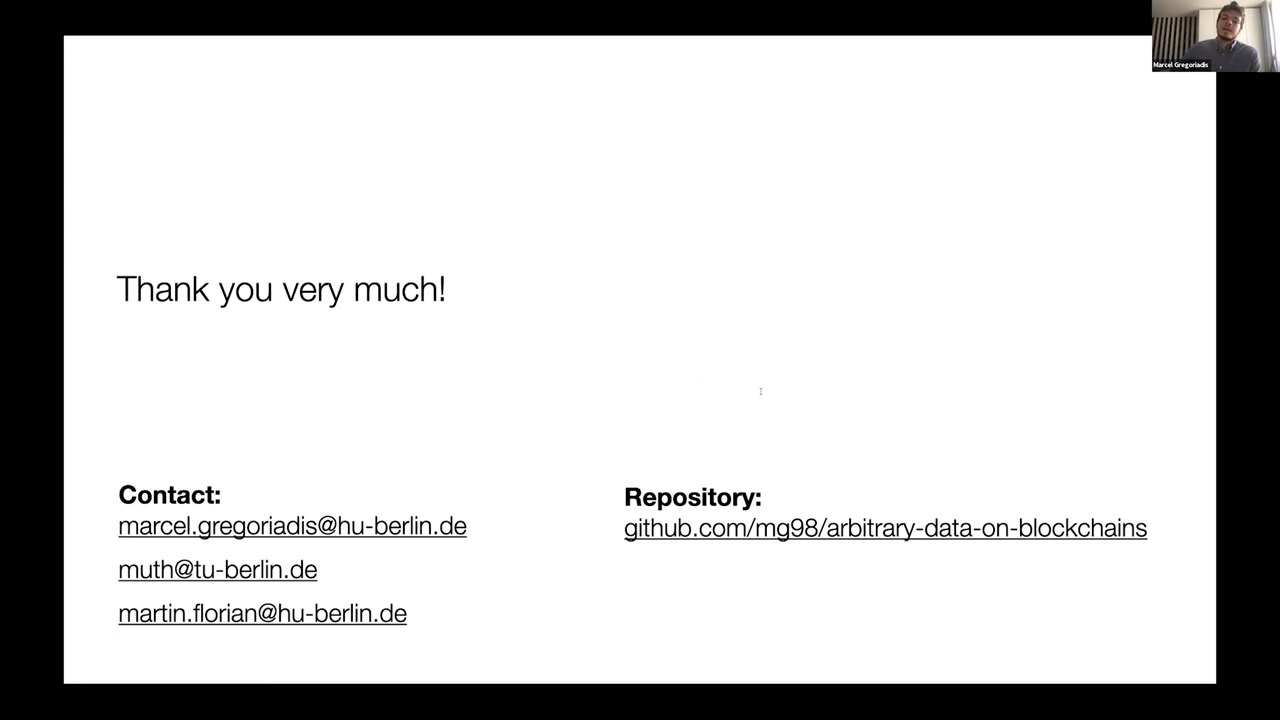 Marcel Gregoriadis
Thank you very much!
Contact:
marcel.gregoriadis@hu-berlin.de
muth@tu-berlin.de
martin.florian@hu-berlin.de
Repository:
github.com/mg98/arbitrary-data-on-blockchains